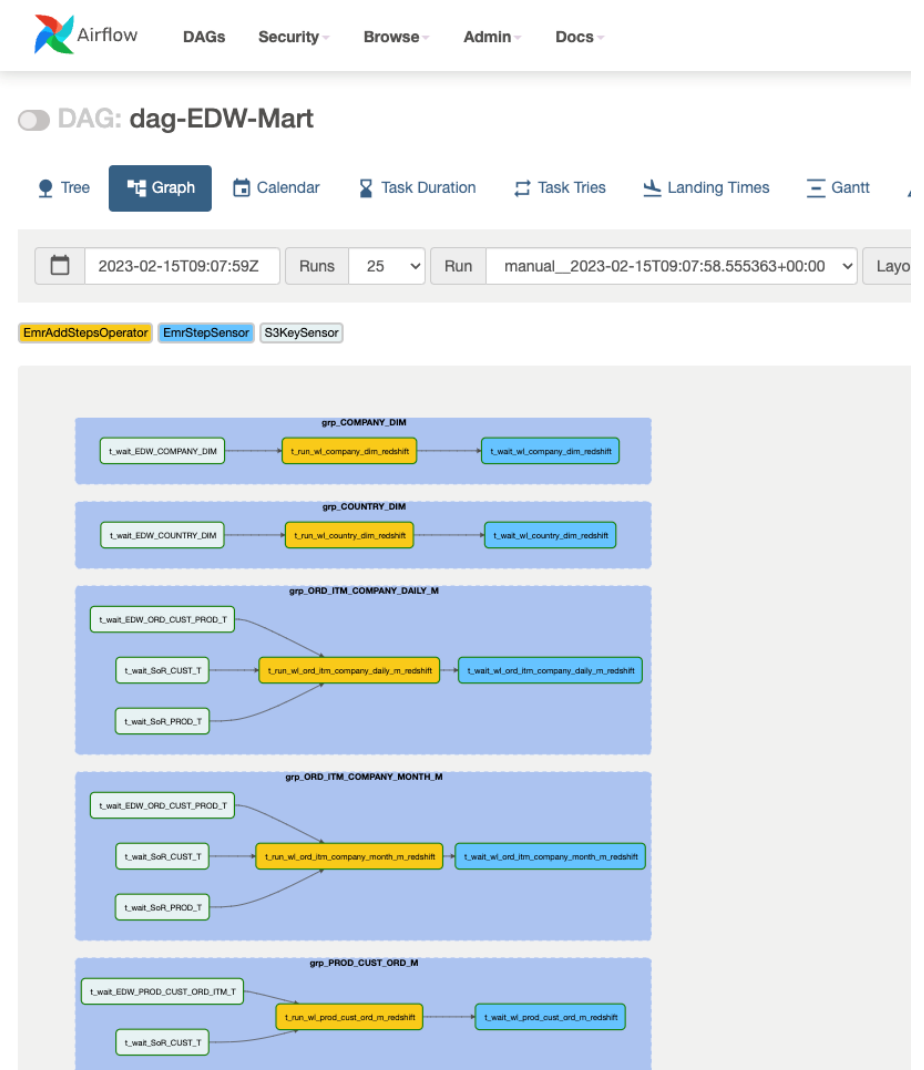 Airflow DAGs Security Browse Admin Docs
DAG: dag-EDW-Mart
Tree Graph Calendar Task Duration Task Tries Landing Times Gantt
2023-02-15T09:07:59Z Runs 25 Run manual__2023-02-15T09:07:58.555363+00:00 Layo
EmrAddStepsOperator EmrStepSensor S3KeySensor
grp_COMPANY_DIM
t_wait_EDW_COMPANY_DIM t_run_wl_company_dim_redshift t_wait_wl_company_dim_redshift
grp_COUNTRY_DIM
t_wait_EDW_COUNTRY_DIM t_run_wl_country_dim_redshift t_wait_wl_country_dim_redshift
grp_ORD_ITM_COMPANY_DAILY_M
t_wait_EDW_ORD_CUST_PROD_T
t_wait_SoR_CUST_T t_run_wl_ord_itm_company_daily_m_redshift t_wait_wl_ord_itm_company_daily_m_redshift
t_wait_SoR_PROD_T
grp_ORD_ITM_COMPANY_MONTH_M
t_wait_EDW_ORD_CUST_PROD_T
t_wait_SoR_CUST_T t_run_wl_ord_itm_company_month_m_redshift t_wait_wl_ord_itm_company_month_m_redshift
t_wait_SoR_PROD_T
grp_PROD_CUST_ORD_M
t_wait_EDW_PROD_CUST_ORD_ITM_T
t_run_wl_prod_cust_ord_m_redshift t_wait_wl_prod_cust_ord_m_redshift
t_wait_SoR_CUST_T